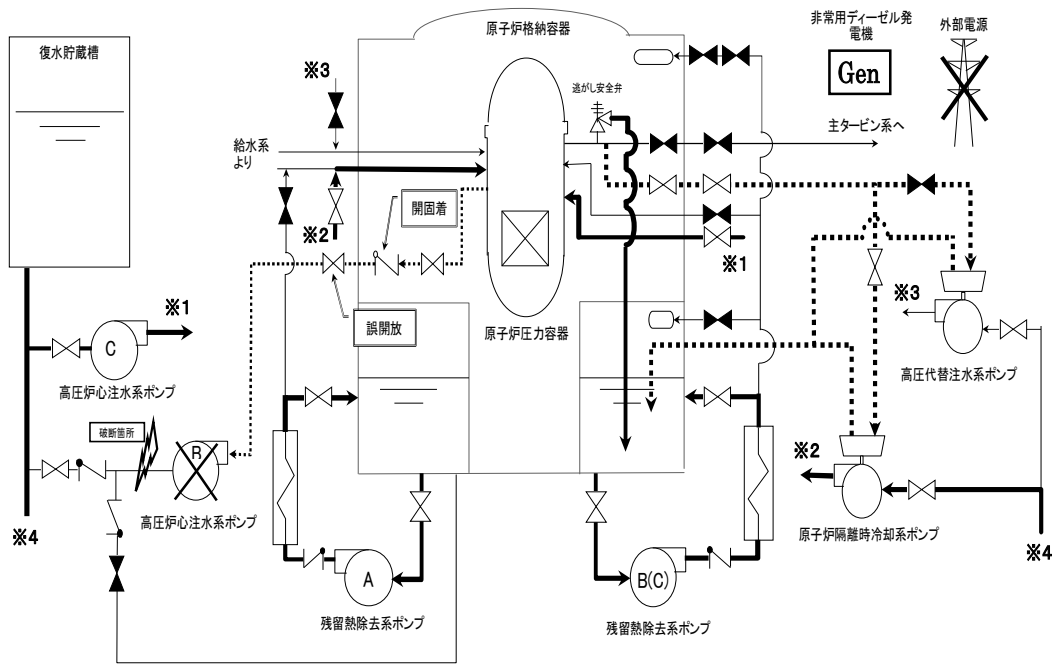 復水貯蔵槽
原子炉格納容器
非常用ディーゼル発
電機
外部電源
Gen
※3
逃がし安全弁
主タービン系へ
給水系
より
開固着
※2
※1
誤開放
原子炉圧力容器
※3
高圧代替注水系ポンプ
※1
C
高圧炉心注水系ポンプ
破断箇所
B
高圧炉心注水系ポンプ
※4
※2
原子炉隔離時冷却系ポンプ
※4
A
残留熱除去系ポンプ
B(C)
残留熱除去系ポンプ